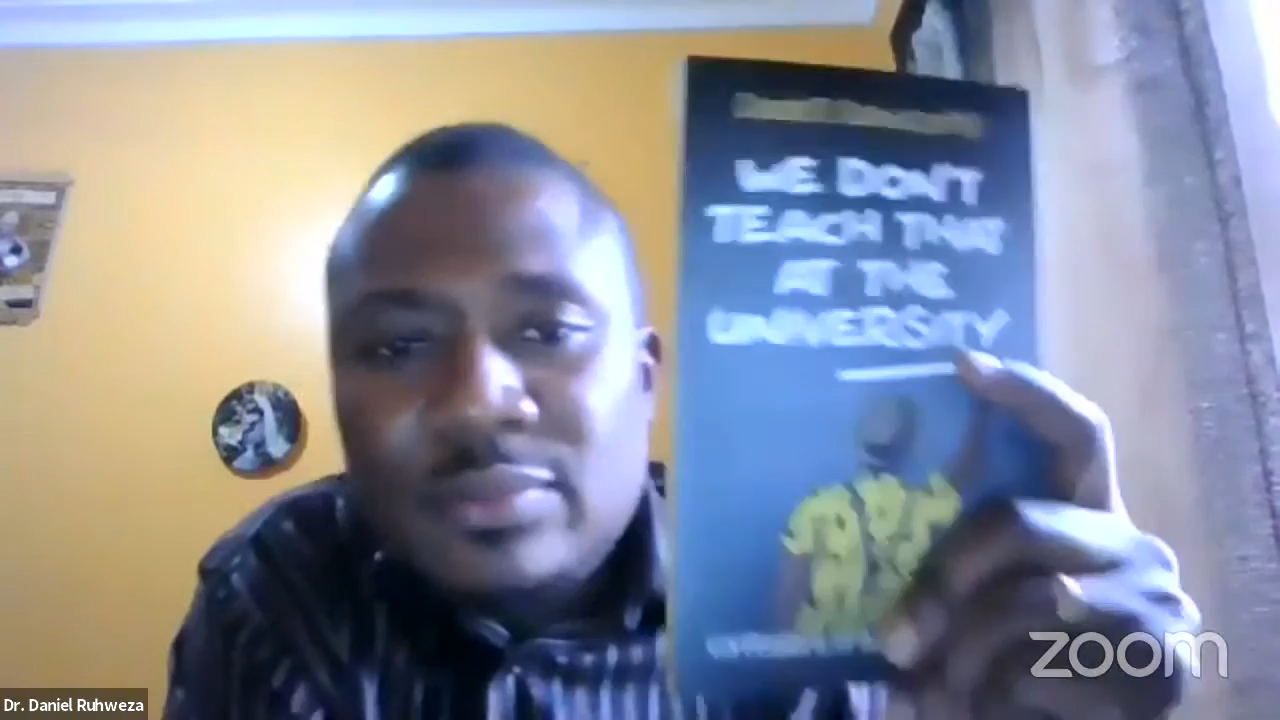 WE DON'T
TEACH THAT
AT THE
UNIVERSITY
zoom
Dr. Daniel Ruhweza